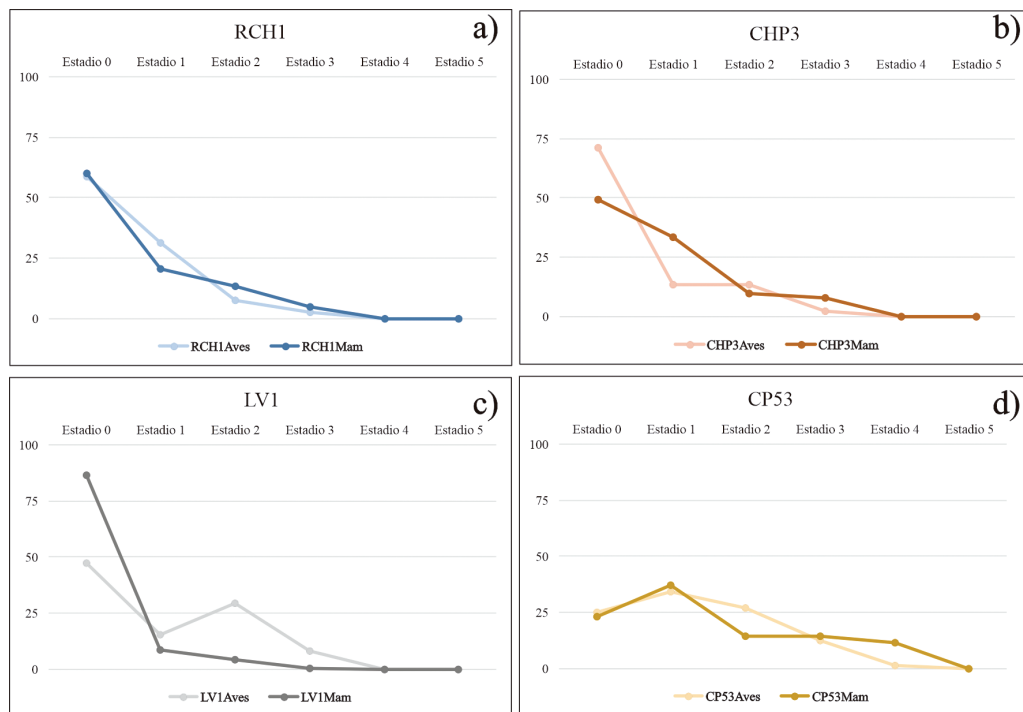 RCH1
a)
Estadio 0 Estadio 1 Estadio 2 Estadio 3 Estadio 4 Estadio 5
100
75
50
25
0
RCH1Aves RCH1Mam
CHP3
b)
Estadio 0 Estadio 1 Estadio 2 Estadio 3 Estadio 4 Estadio 5
100
75
50
25
0
CHP3Aves CHP3Mam
LV1
c)
Estadio 0 Estadio 1 Estadio 2 Estadio 3 Estadio 4 Estadio 5
100
75
50
25
0
LV1Aves LV1Mam
CP53
d)
Estadio 0 Estadio 1 Estadio 2 Estadio 3 Estadio 4 Estadio 5
100
75
50
25
0
CP53Aves CP53Mam